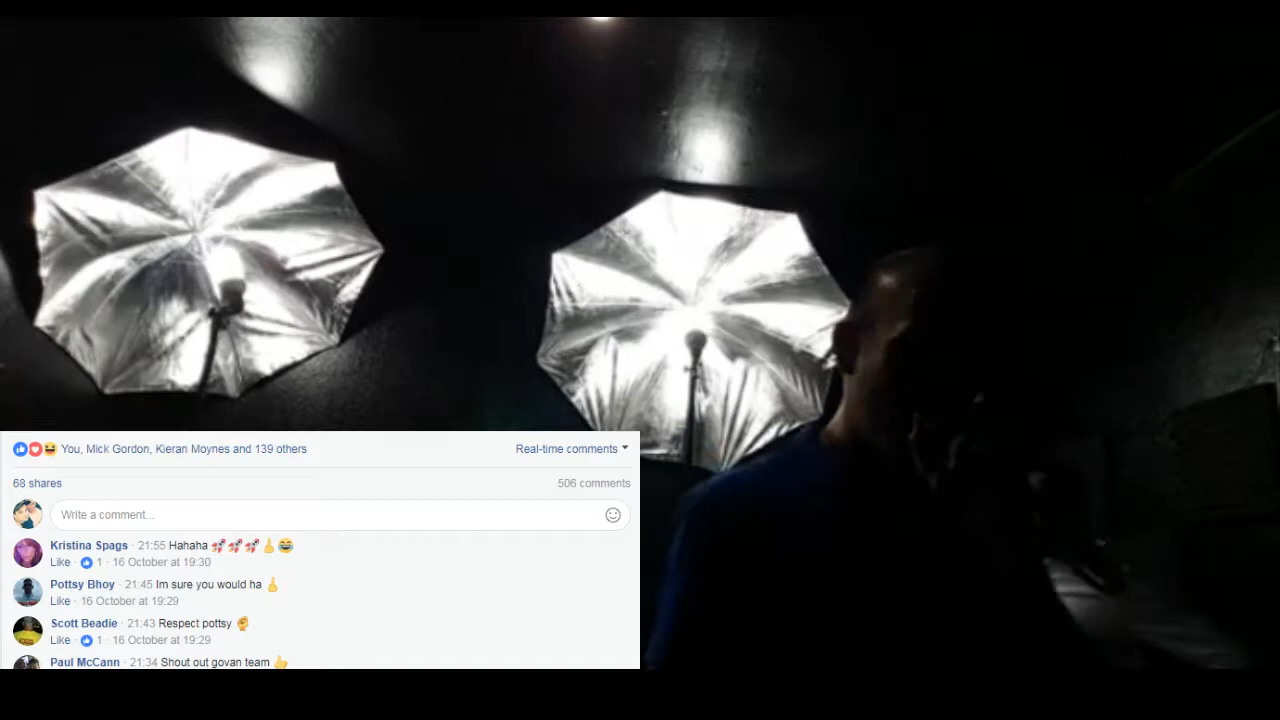 You, Mick Gordon, Kieran Moynes and 139 others Real-time comments
68 shares 506 comments
Write a comment...
Kristina Spags · 21:55 Hahaha 🚀🚀🚀👍😂
Like · 1 · 16 October at 19:30
Pottsy Bhoy · 21:45 Im sure you would ha 👍
Like · 16 October at 19:29
Scott Beadie · 21:43 Respect pottsy ✊
Like · 1 · 16 October at 19:29
Paul McCann · 21:34 Shout out govan team 👍